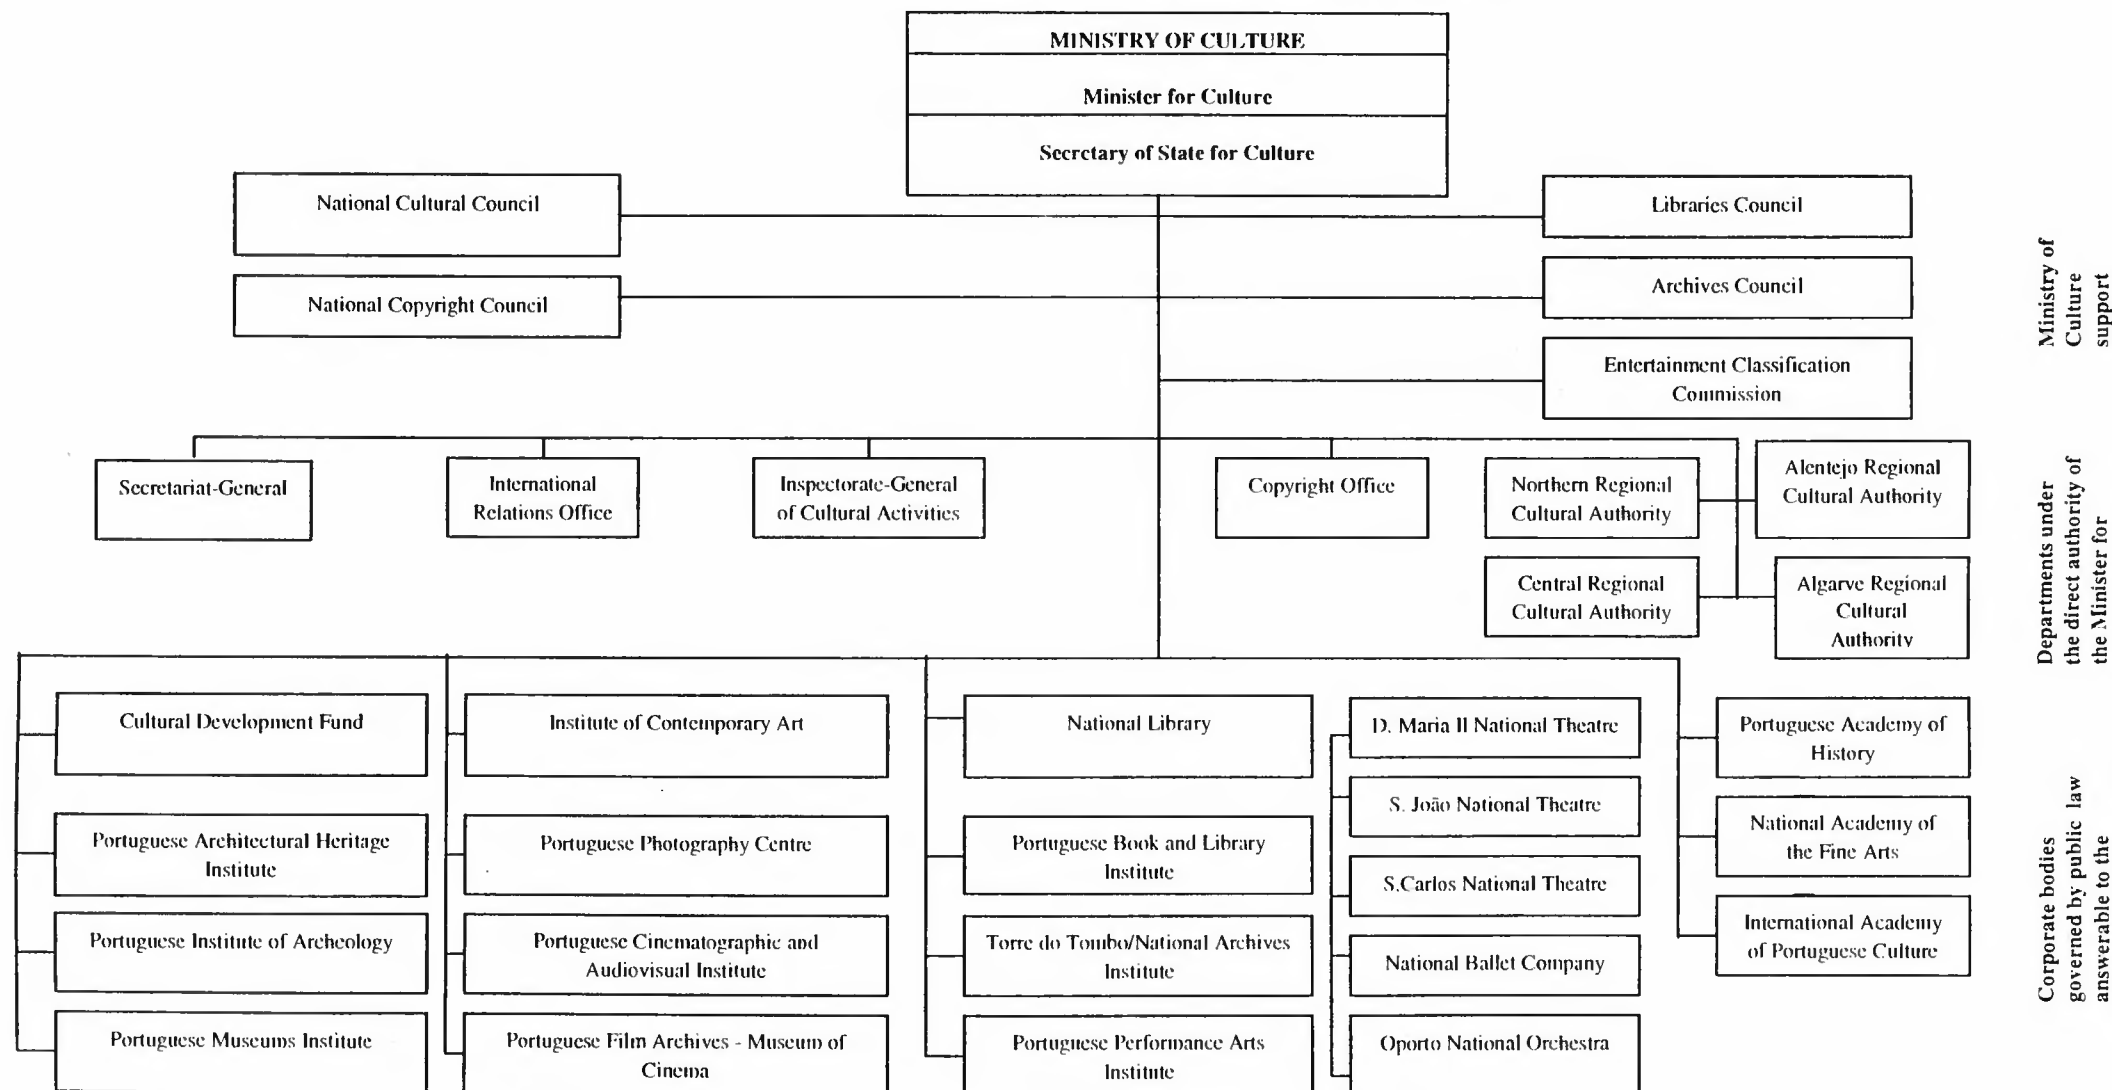 MINISTRY OF CULTURE
Minister for Culture
Secretary of State for Culture
National Cultural Council
Libraries Council
National Copyright Council
Archives Council
Entertainment Classification
Commission
Ministry of
Culture
support
Secretariat-General
International
Relations Office
Inspectorate-General
of Cultural Activities
Copyright Office
Northern Regional
Cultural Authority
Alentejo Regional
Cultural Authority
Central Regional
Cultural Authority
Algarve Regional
Cultural
Authority
Departments under
the direct authority of
the Minister for
Cultural Development Fund
Portuguese Architectural Heritage
Institute
Portuguese Institute of Archeology
Portuguese Museums Institute
Institute of Contemporary Art
Portuguese Photography Centre
Portuguese Cinematographic and
Audiovisual Institute
Portuguese Film Archives - Museum of
Cinema
National Library
Portuguese Book and Library
Institute
Torre do Tombo/National Archives
Institute
Portuguese Performance Arts
Institute
D. Maria II National Theatre
S. João National Theatre
S.Carlos National Theatre
National Ballet Company
Oporto National Orchestra
Portuguese Academy of
History
National Academy of
the Fine Arts
International Academy
of Portuguese Culture
Corporate bodies
governed by public law
answerable to the